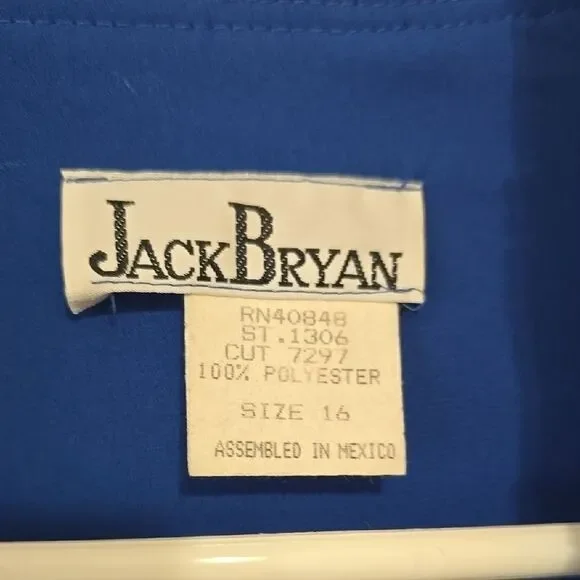 JACKBRYAN
RN40848
ST.1306
CUT 7297
100% POLYESTER
SIZE 16
ASSEMBLED IN MEXICO